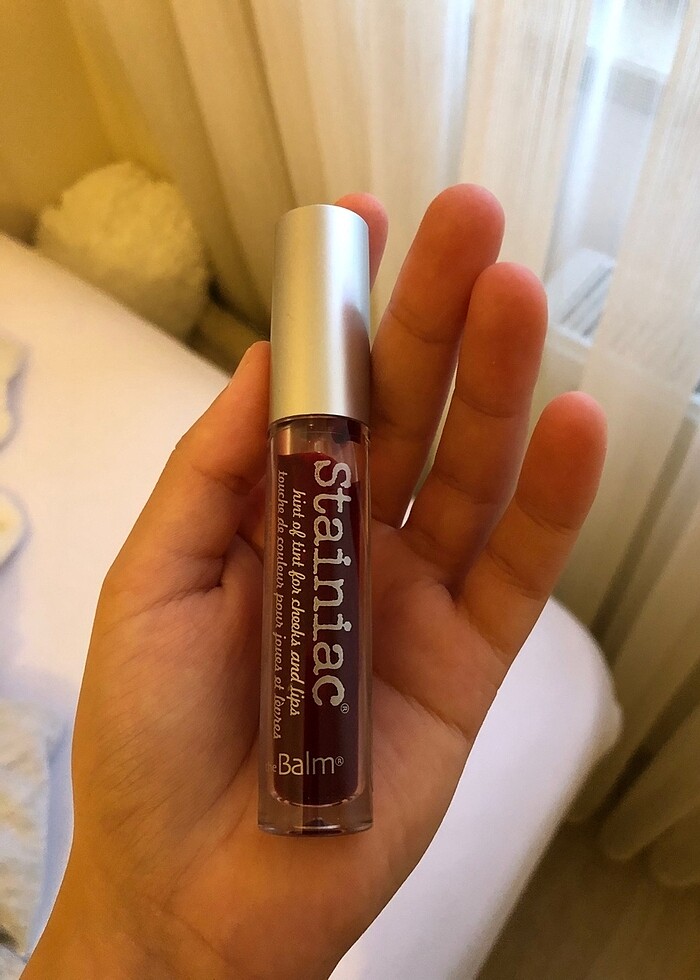 Stainiac®
hint of tint for cheeks and lips
touche de couleur pour joues et lèvres
theBalm®